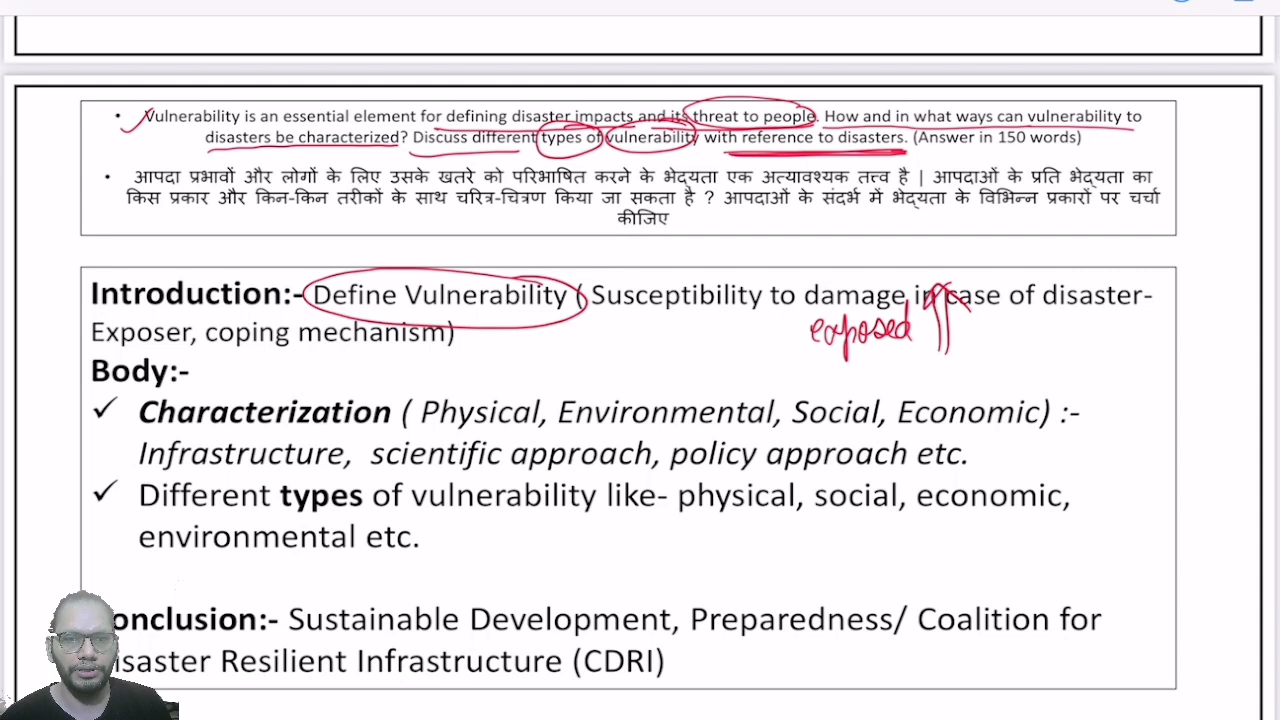 • Vulnerability is an essential element for defining disaster impacts and its threat to people. How and in what ways can vulnerability to
disasters be characterized? Discuss different types of vulnerability with reference to disasters. (Answer in 150 words)
• आपदा प्रभावों और लोगों के लिए उसके खतरे को परिभाषित करने के भेद्यता एक अत्यावश्यक तत्त्व है | आपदाओं के प्रति भेद्यता का
किस प्रकार और किन-किन तरीकों के साथ चरित्र-चित्रण किया जा सकता है ? आपदाओं के संदर्भ में भेद्यता के विभिन्न प्रकारों पर चर्चा
कीजिए
Introduction:- Define Vulnerability ( Susceptibility to damage in case of disaster-
Exposer, coping mechanism)
exposed
Body:-
✓ Characterization ( Physical, Environmental, Social, Economic) :-
Infrastructure, scientific approach, policy approach etc.
✓ Different types of vulnerability like- physical, social, economic,
environmental etc.
onclusion:- Sustainable Development, Preparedness/ Coalition for
isaster Resilient Infrastructure (CDRI)